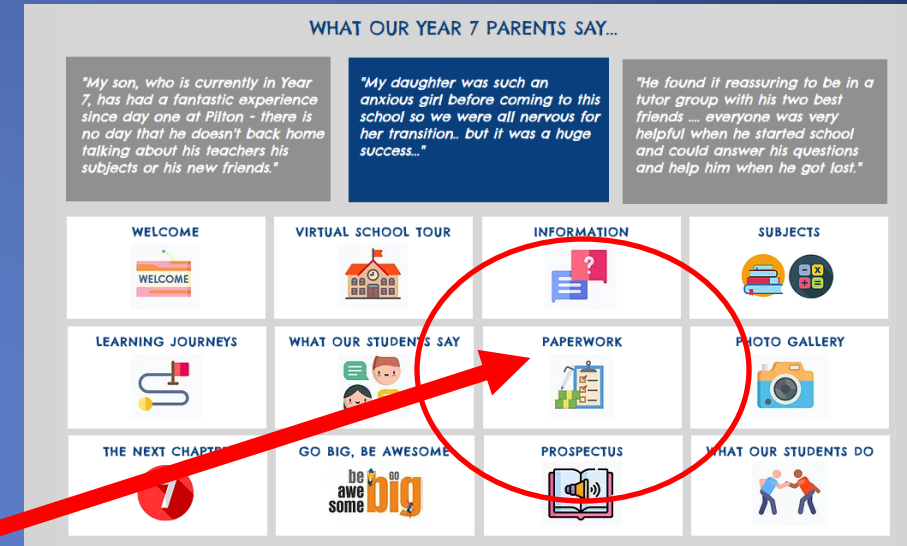 WHAT OUR YEAR 7 PARENTS SAY...
"My son, who is currently in Year
7, has had a fantastic experience
since day one at Pilton - there is
no day that he doesn't back home
talking about his teachers his
subjects or his new friends."
"My daughter was such an
anxious girl before coming to this
school so we were all nervous for
her transition.. but it was a huge
success..."
"He found it reassuring to be in a
tutor group with his two best
friends .... everyone was very
helpful when he started school
and could answer his questions
and help him when he got lost."
WELCOME
WELCOME
VIRTUAL SCHOOL TOUR
INFORMATION
?
SUBJECTS
LEARNING JOURNEYS
WHAT OUR STUDENTS SAY
PAPERWORK
PHOTO GALLERY
THE NEXT CHAPTER
7
GO BIG, BE AWESOME
be
awe
some
GO
big
PROSPECTUS
WHAT OUR STUDENTS DO